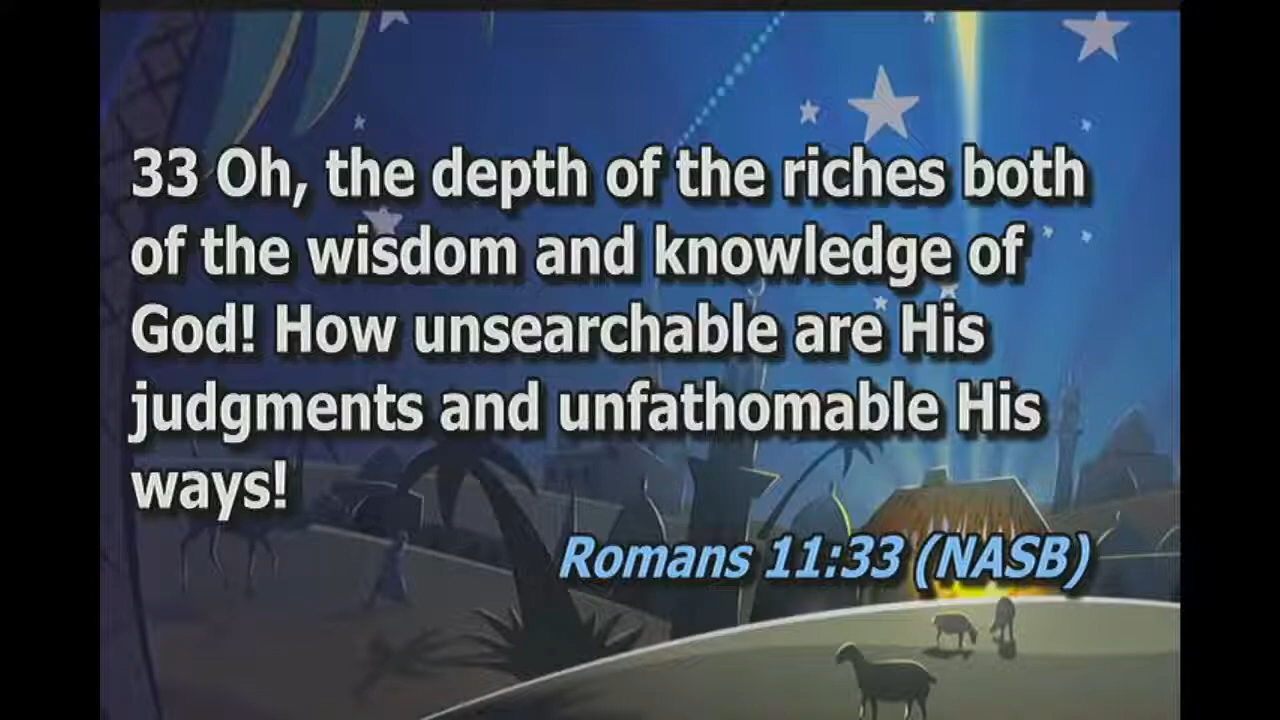 33 Oh, the depth of the riches both
of the wisdom and knowledge of
God! How unsearchable are His
judgments and unfathomable His
ways!
Romans 11:33 (NASB)